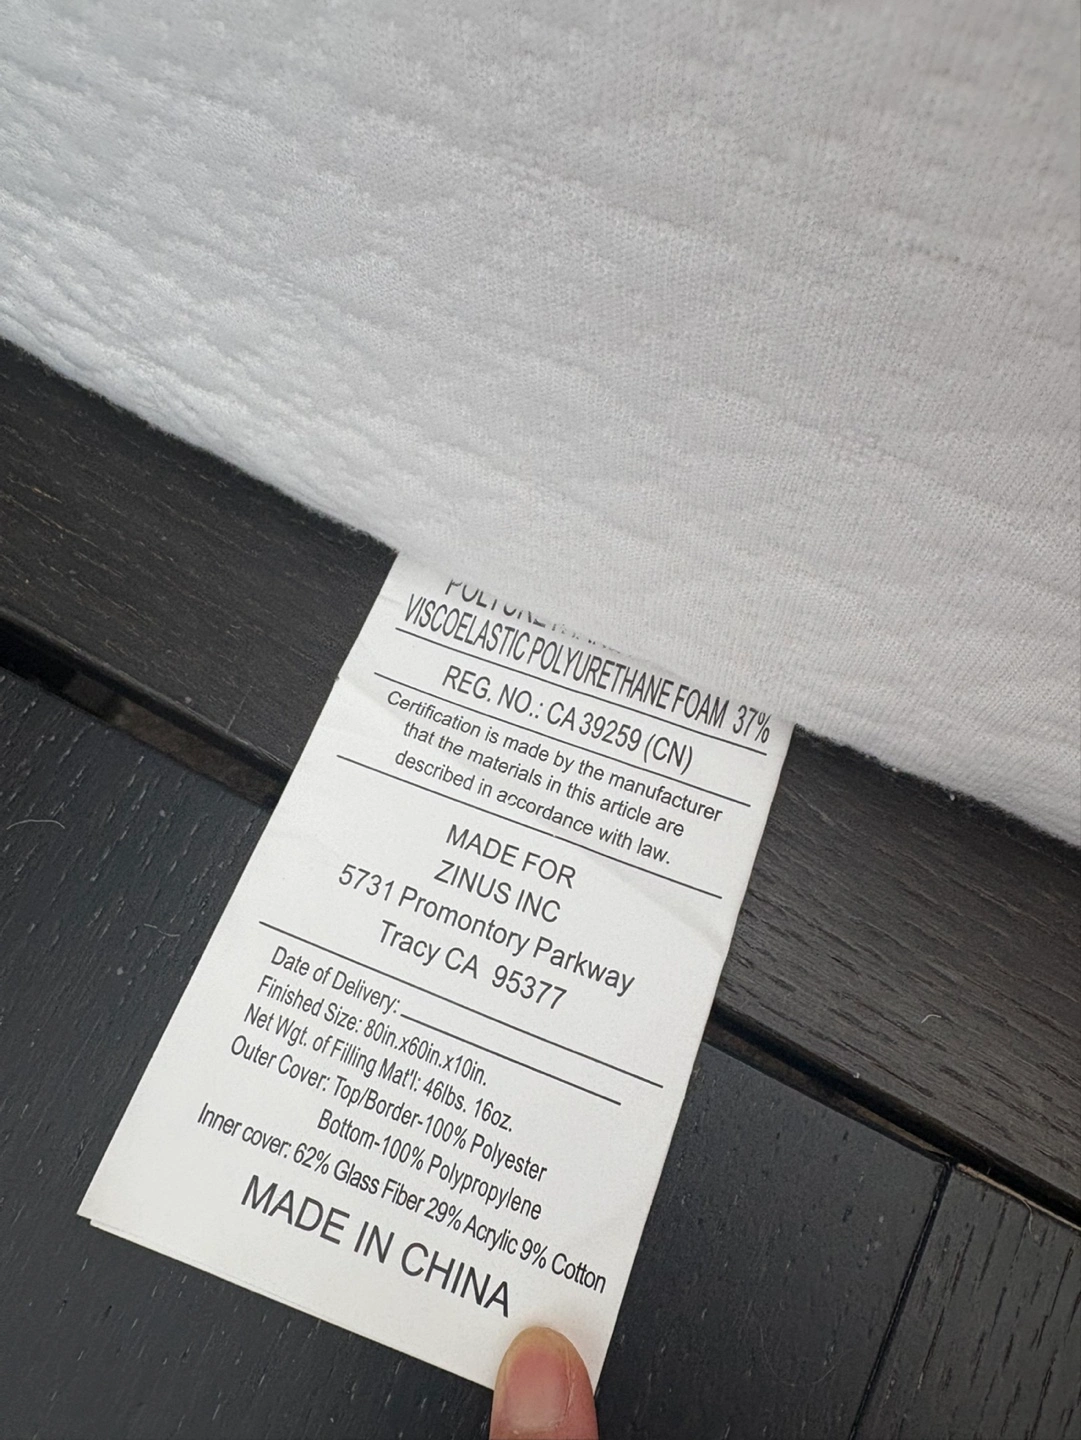 VISCOELASTIC POLYURETHANE FOAM 37%
REG. NO.: CA 39259 (CN)
Certification is made by the manufacturer
that the materials in this article are
described in accordance with law.
MADE FOR
ZINUS INC
5731 Promontory Parkway
Tracy CA 95377
Date of Delivery:
Finished Size: 80in.x60in.x10in.
Net Wgt. of Filling Mat'l: 46lbs. 16oz.
Outer Cover: Top/Border-100% Polyester
Bottom-100% Polypropylene
Inner cover: 62% Glass Fiber 29% Acrylic 9% Cotton
MADE IN CHINA